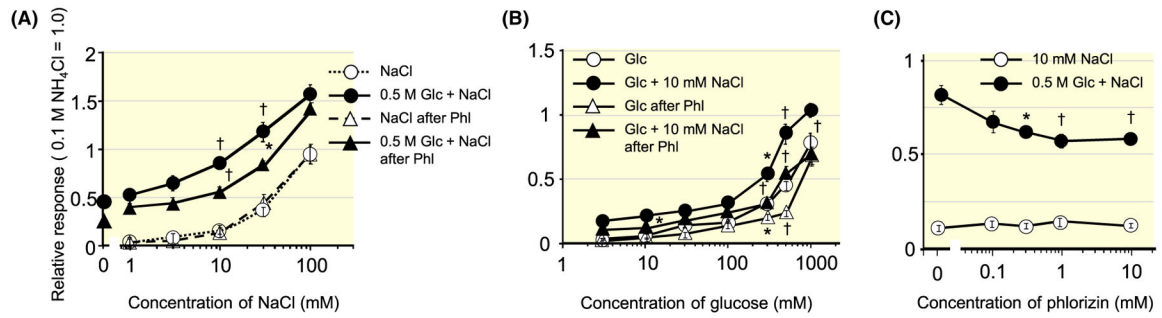 (A)
Relative response ( 0.1 M NH4Cl = 1.0)
2
1.5
1
0.5
0
†
†
*
†
0 1 10 100
Concentration of NaCl (mM)
NaCl
0.5 M Glc + NaCl
NaCl after Phl
0.5 M Glc + NaCl
after Phl
(B)
1.5
1
0.5
0
Glc
Glc + 10 mM NaCl
Glc after Phl
Glc + 10 mM NaCl
after Phl
†
†
*
†
†
*
*
†
1 10 100 1000
Concentration of glucose (mM)
(C)
1
0.5
0
10 mM NaCl
0.5 M Glc + NaCl
*
†
†
0 0.1 1 10
Concentration of phlorizin (mM)